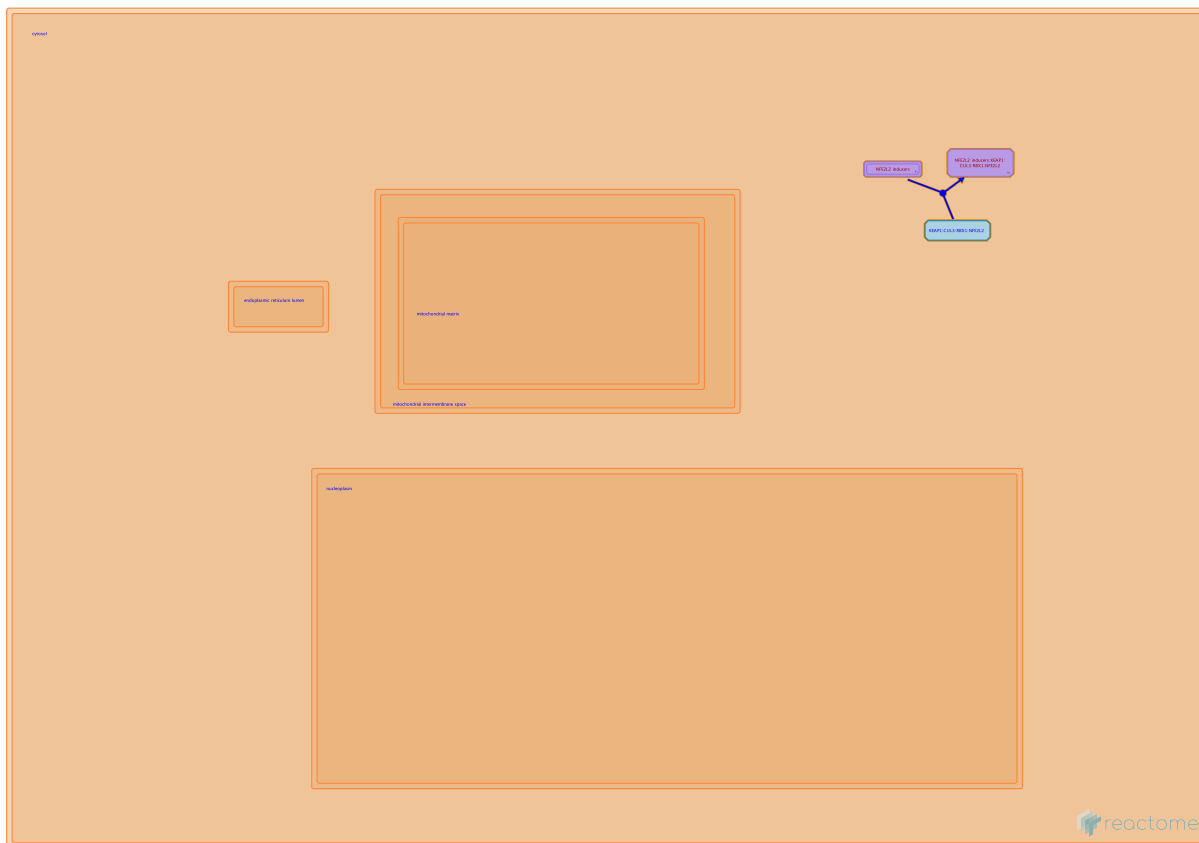 cytosol
NFE2L2 inducers
NFE2L2 inducers:KEAP1:
CUL3:RBX1:NFE2L2
KEAP1:CUL3:RBX1:NFE2L2
endoplasmic reticulum lumen
mitochondrial matrix
mitochondrial intermembrane space
nucleoplasm
reactome